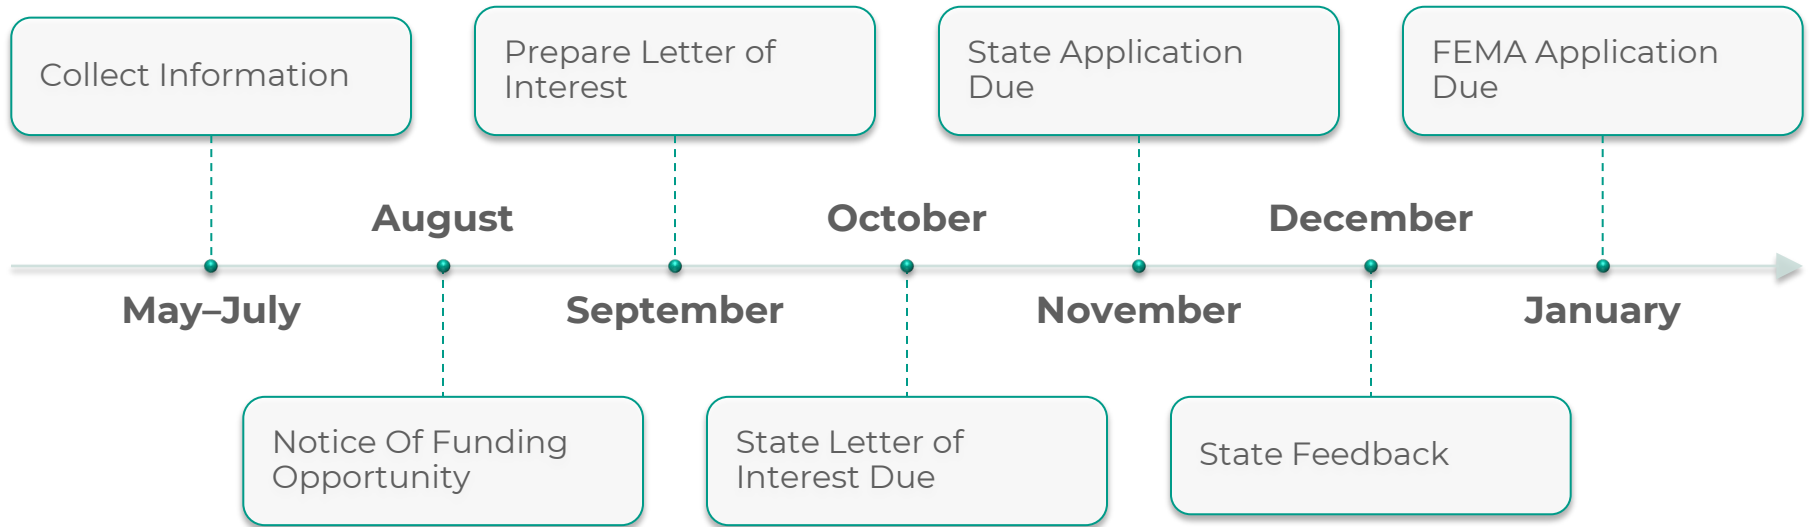 Collect Information
Prepare Letter of
Interest
State Application
Due
FEMA Application
Due
August
October
December
May–July
September
November
January
Notice Of Funding
Opportunity
State Letter of
Interest Due
State Feedback